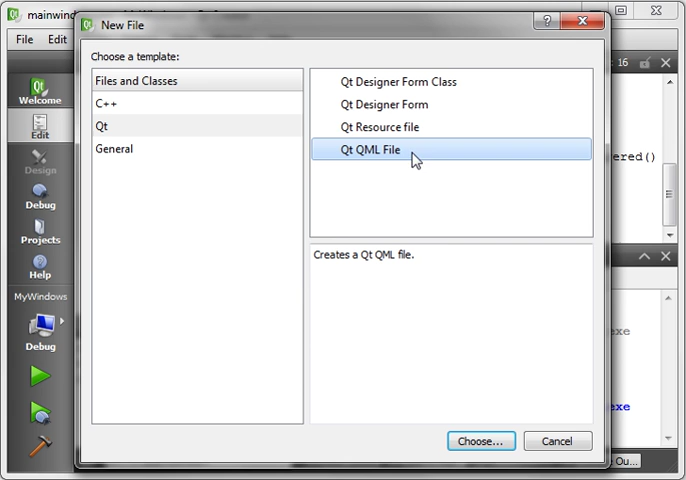 mainwind
New File
File Edit
Choose a template:
Files and Classes
C++
Qt
General
Qt Designer Form Class
Qt Designer Form
Qt Resource file
Qt QML File
Creates a Qt QML file.
Choose...
Cancel
Qt
Welcome
Edit
Design
Debug
Projects
Help
MyWindows
Debug
16
ered()
exe
exe
Ou...